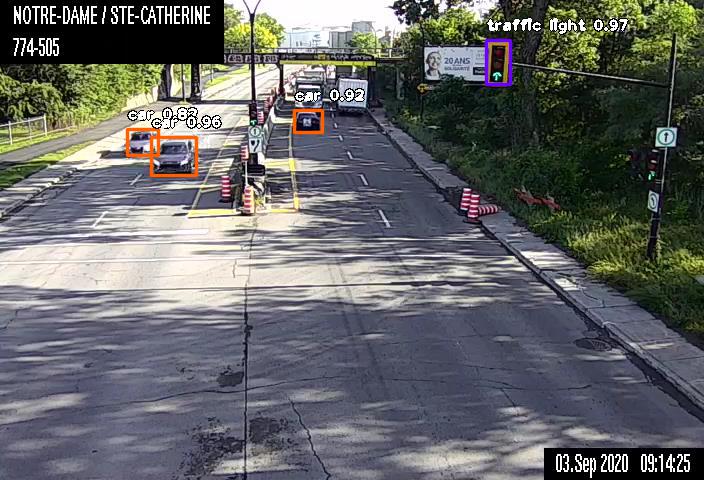 NOTRE-DAME / STE-CATHERINE
774-505
traffic light 0.97
20 ANS
car 0.92
car 0.82
car 0.96
03.Sep 2020 09:14:25